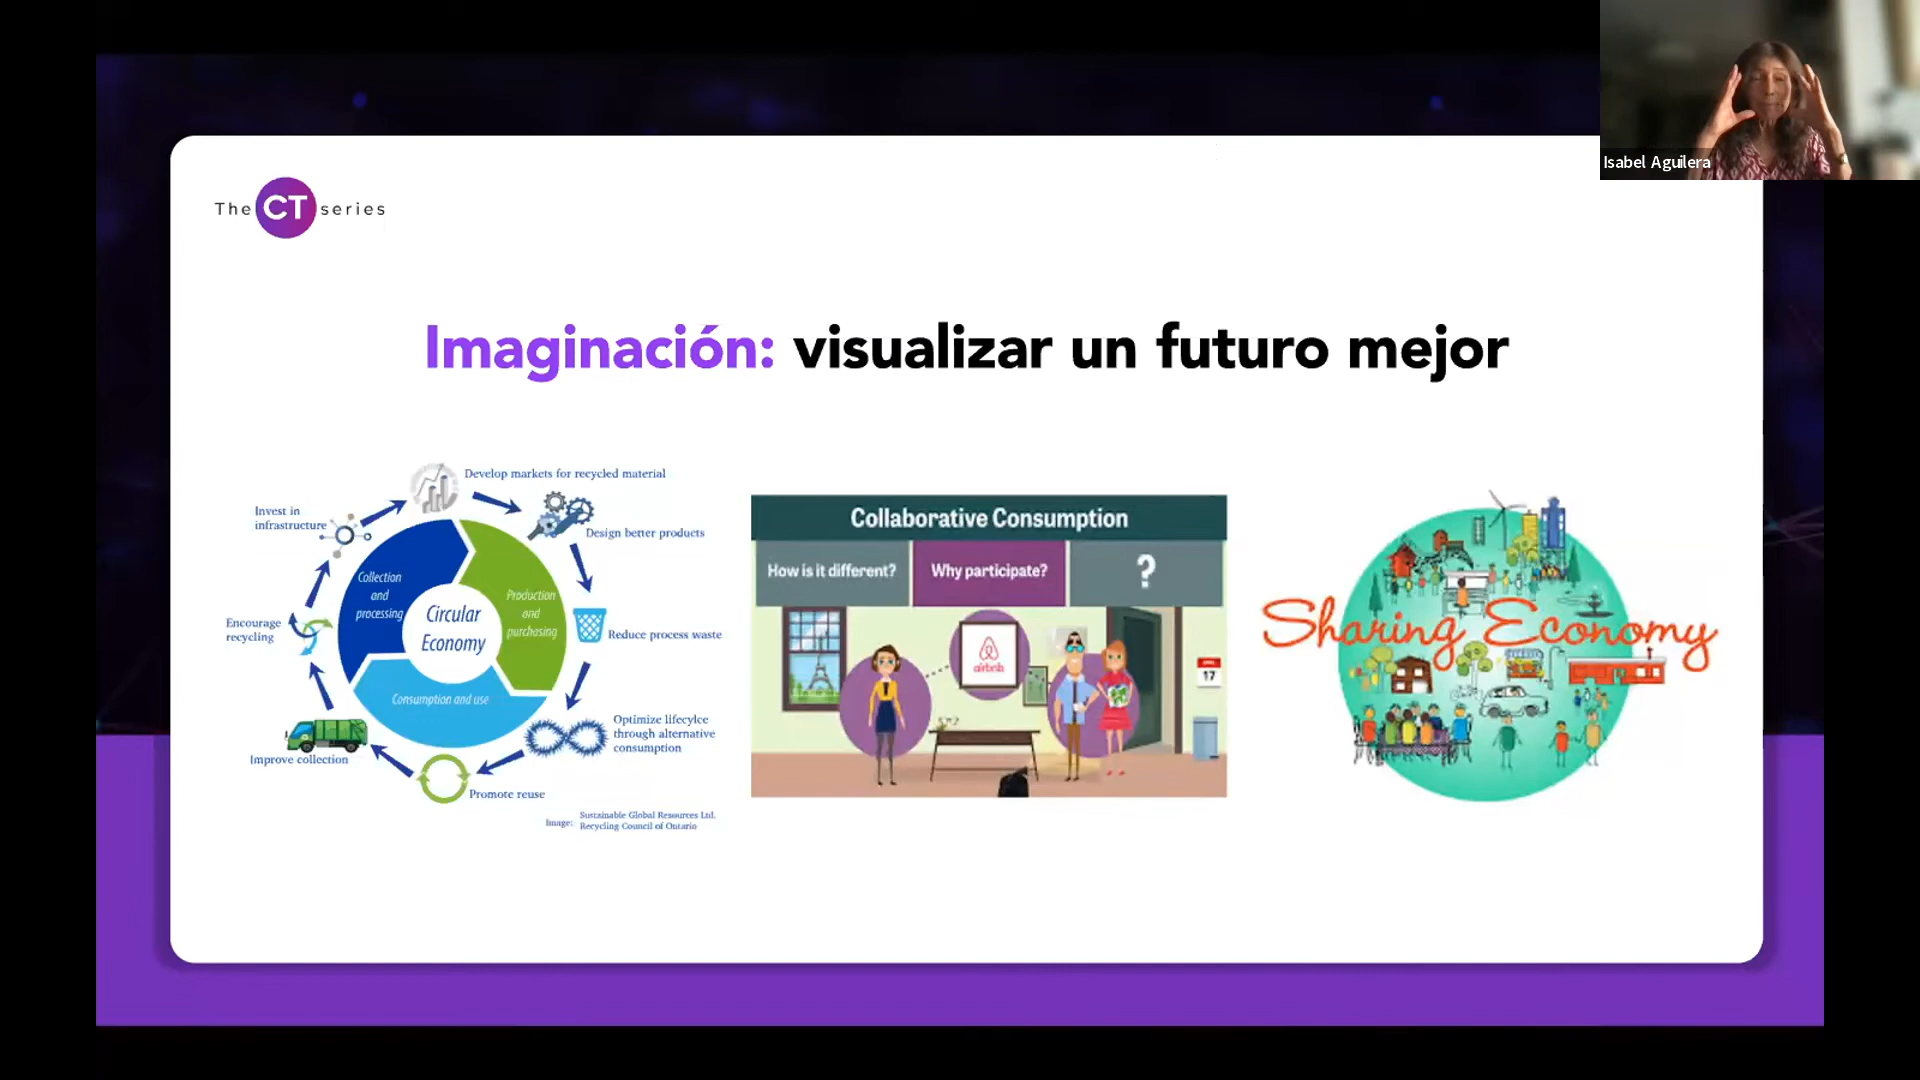 Isabel Aguilera
The CT series
Imaginación: visualizar un futuro mejor
Develop markets for recycled material
Invest in
infrastructure
Design better products
Collection
and
processing
Production
and
purchasing
Circular
Economy
Encourage
recycling
Reduce process waste
Consumption and use
Optimize lifecylce
through alternative
consumption
Improve collection
Promote reuse
Image:
Sustainable Global Resources Ltd.
Recycling Council of Ontario
Collaborative Consumption
How is it different?
Why participate?
?
airbnb
17
Sharing Economy